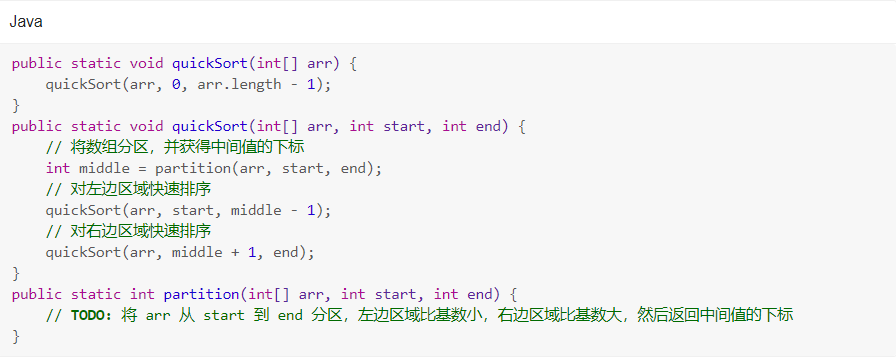 Java
public static void quickSort(int[] arr) {
    quickSort(arr, 0, arr.length - 1);
}
public static void quickSort(int[] arr, int start, int end) {
    // 将数组分区，并获得中间值的下标
    int middle = partition(arr, start, end);
    // 对左边区域快速排序
    quickSort(arr, start, middle - 1);
    // 对右边区域快速排序
    quickSort(arr, middle + 1, end);
}
public static int partition(int[] arr, int start, int end) {
    // TODO: 将 arr 从 start 到 end 分区，左边区域比基数小，右边区域比基数大，然后返回中间值的下标
}